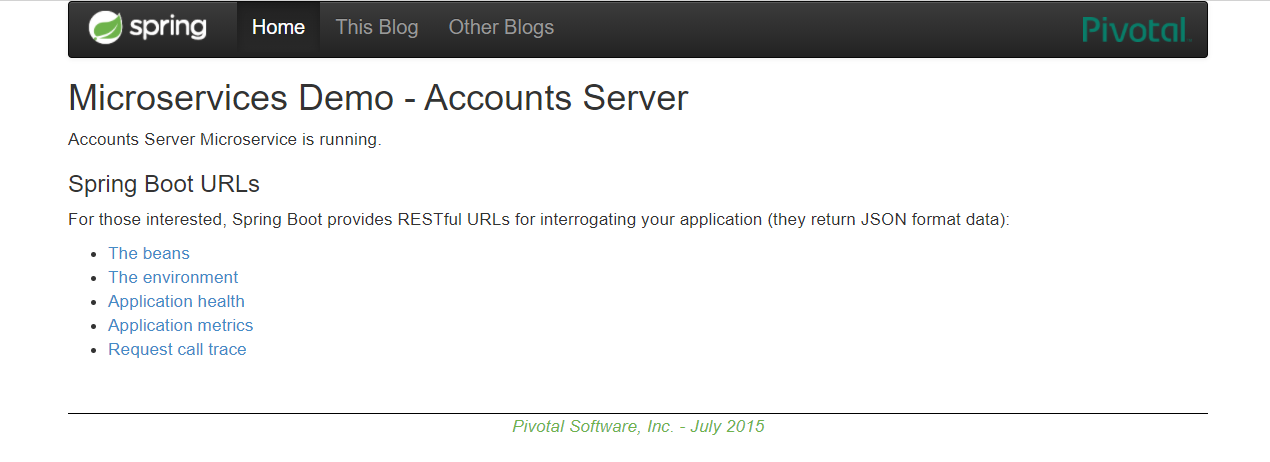 spring Home This Blog Other Blogs Pivotal
Microservices Demo - Accounts Server
Accounts Server Microservice is running.
Spring Boot URLs
For those interested, Spring Boot provides RESTful URLs for interrogating your application (they return JSON format data):
The beans
The environment
Application health
Application metrics
Request call trace
Pivotal Software, Inc. - July 2015